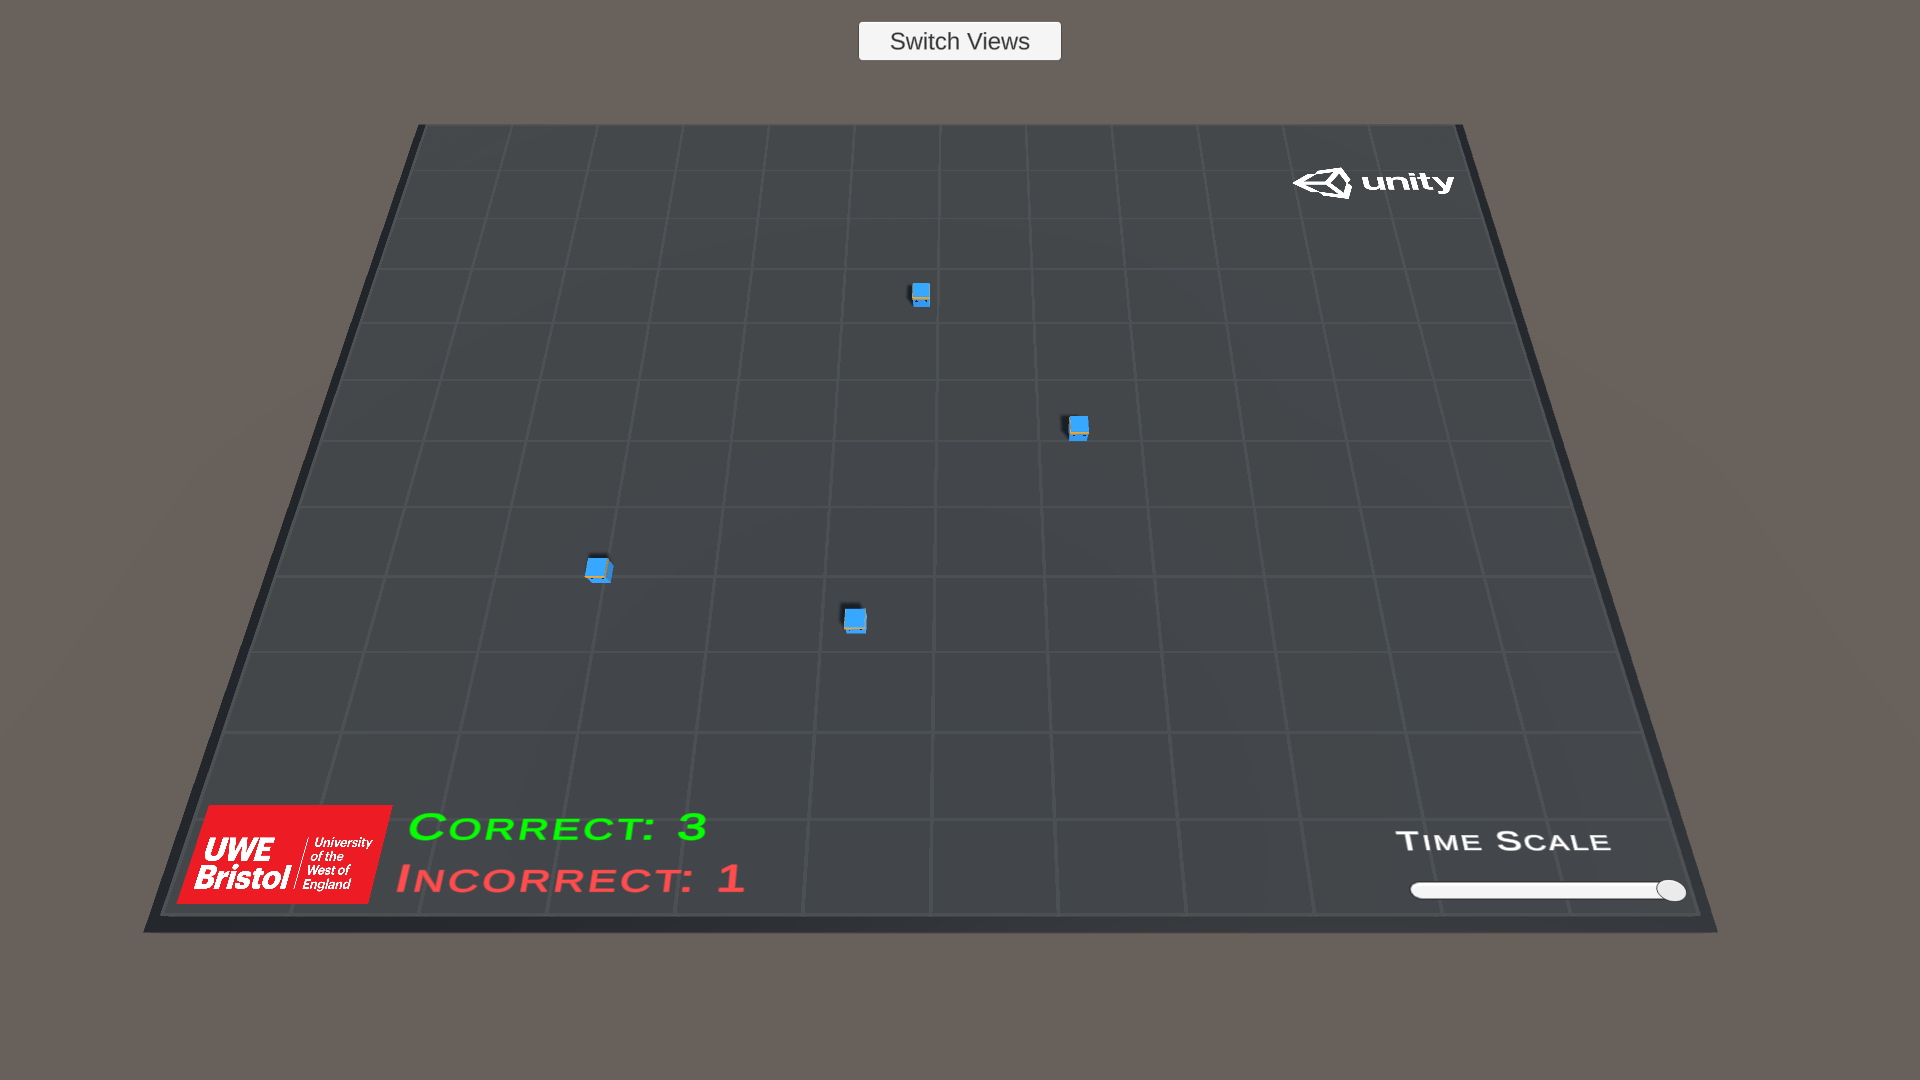 Switch Views
unity
CORRECT: 3
INCORRECT: 1
UWE
Bristol
University
of the
West of
England
TIME SCALE